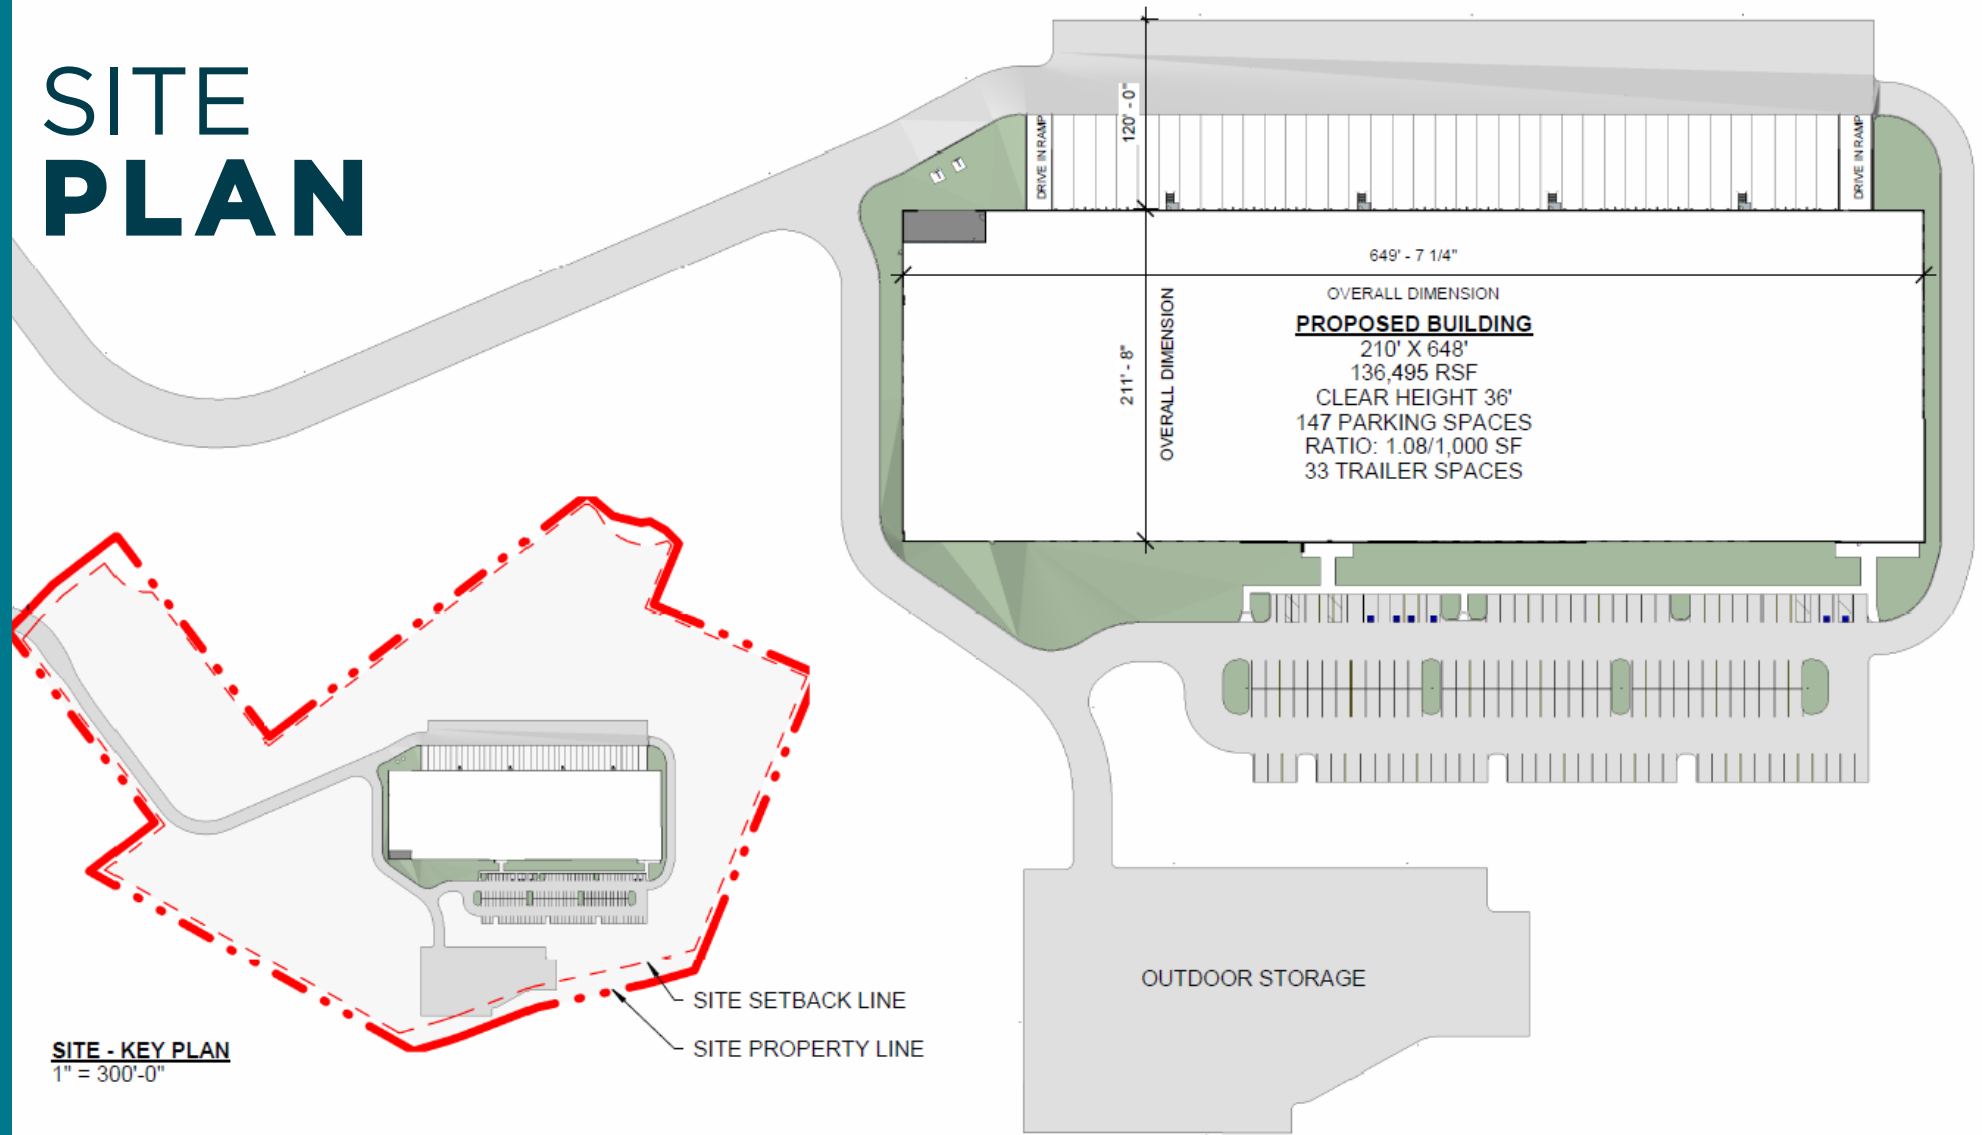 SITE
PLAN
120' - 0"
DRIVE IN RAMP
DRIVE IN RAMP
649' - 7 1/4"
OVERALL DIMENSION
211' - 8"
OVERALL DIMENSION
PROPOSED BUILDING
210' X 648'
136,495 RSF
CLEAR HEIGHT 36'
147 PARKING SPACES
RATIO: 1.08/1,000 SF
33 TRAILER SPACES
OUTDOOR STORAGE
SITE SETBACK LINE
SITE PROPERTY LINE
SITE - KEY PLAN
1" = 300'-0"